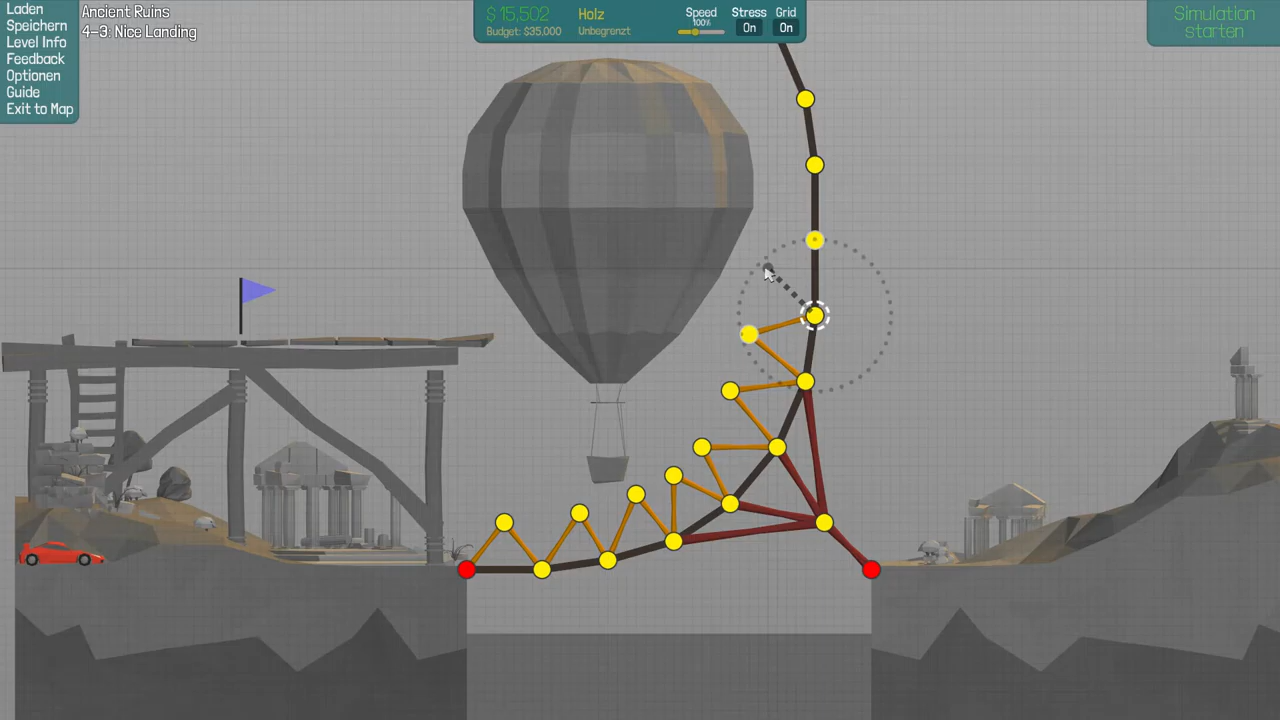 Laden
Speichern
Level Info
Feedback
Optionen
Guide
Exit to Map
Ancient Ruins
4-3: Nice Landing
$ 15,502
Budget: $35,000
Holz
Unbegrenzt
Speed
100%
Stress
On
Grid
On
Simulation
starten